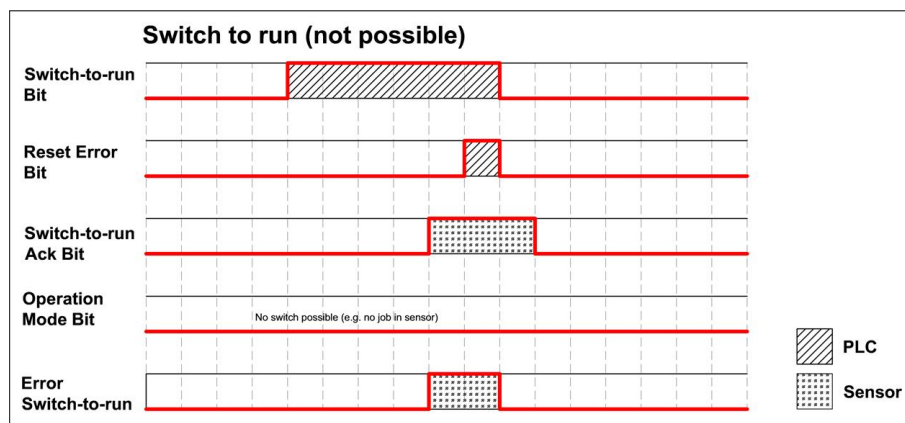 Switch to run (not possible)
Switch-to-run
Bit
Reset Error
Bit
Switch-to-run
Ack Bit
Operation
Mode Bit
No switch possible (e.g. no job in sensor)
Error
Switch-to-run
PLC
Sensor